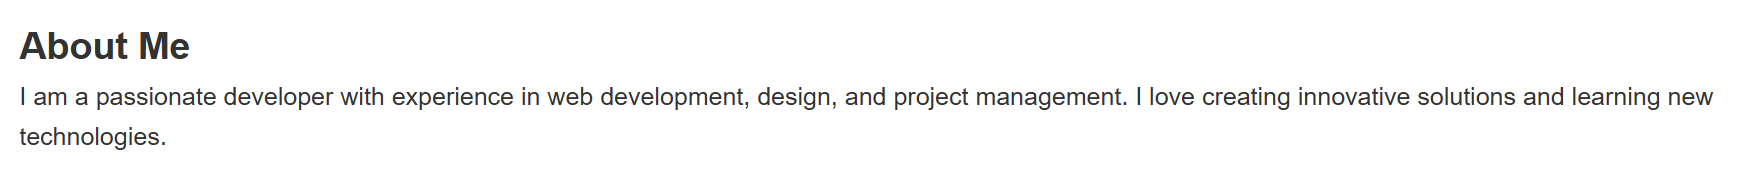 About Me
I am a passionate developer with experience in web development, design, and project management. I love creating innovative solutions and learning new
technologies.